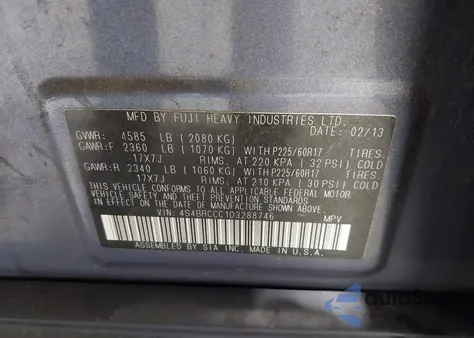 MFD BY FUJI HEAVY INDUSTRIES LTD.
GVWR: 4585 LB (2080 KG) DATE: 02/13
GAWR:F 2360 LB (1070 KG) WITH P225/60R17 TIRES.
17X7J RIMS. AT 220 KPA (32 PSI) COLD
GAWR:R 2340 LB (1060 KG) WITH P225/60R17 TIRES.
17X7J RIMS. AT 210 KPA (30 PSI) COLD
THIS VEHICLE CONFORMS TO ALL APPLICABLE FEDERAL MOTOR
VEHICLE SAFETY AND THEFT PREVENTION STANDARDS
IN EFFECT ON THE DATE OF MANUFACTURE SHOWN ABOVE.
VIN: 4S4BRCCC1D3288746 MPV
ASSEMBLED BY SIA INC. MADE IN U.S.A.